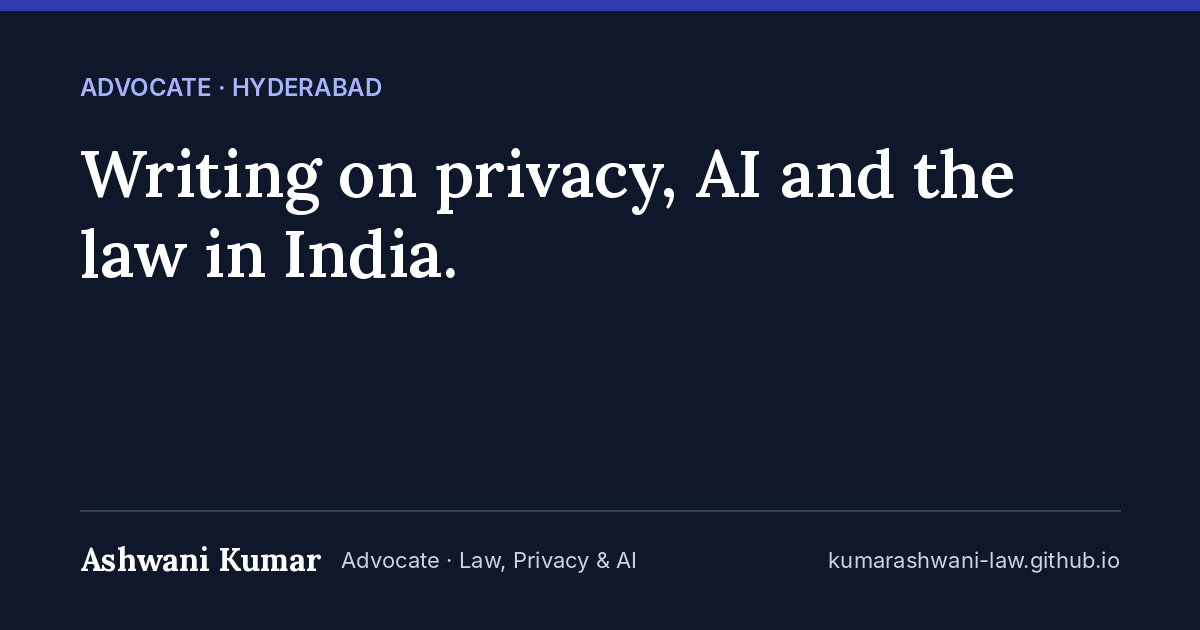 ADVOCATE · HYDERABAD
Writing on privacy, AI and the
law in India.
Ashwani Kumar Advocate · Law, Privacy & AI kumarashwani-law.github.io